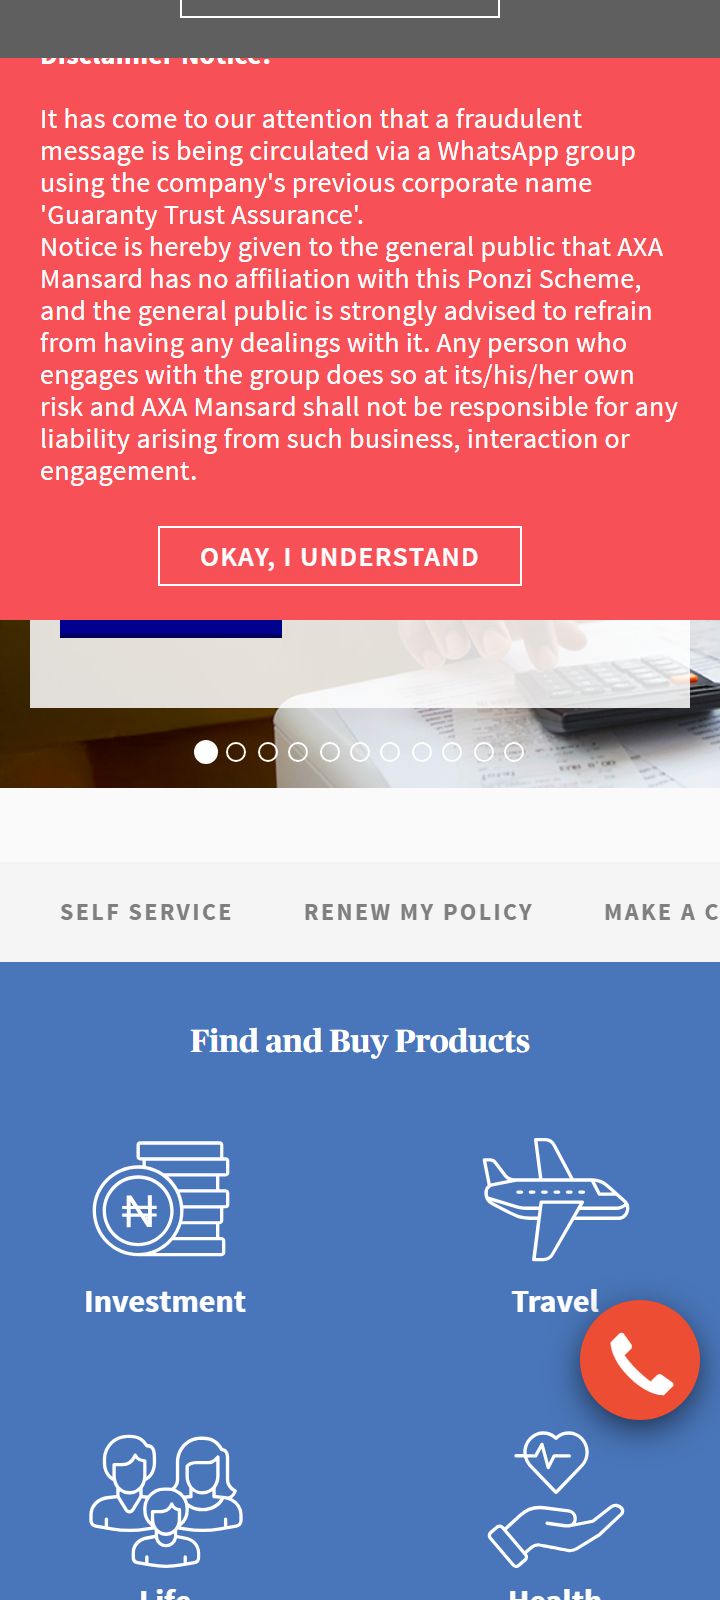 Disclaimer Notice:
It has come to our attention that a fraudulent
message is being circulated via a WhatsApp group
using the company's previous corporate name
'Guaranty Trust Assurance'.
Notice is hereby given to the general public that AXA
Mansard has no affiliation with this Ponzi Scheme,
and the general public is strongly advised to refrain
from having any dealings with it. Any person who
engages with the group does so at its/his/her own
risk and AXA Mansard shall not be responsible for any
liability arising from such business, interaction or
engagement.
OKAY, I UNDERSTAND
SELF SERVICE RENEW MY POLICY MAKE A C
Find and Buy Products
₦
Investment Travel
Life Health